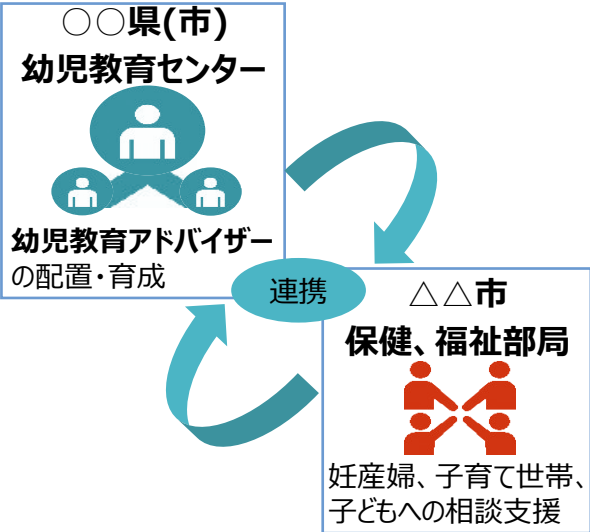 ○○県(市)
幼児教育センター
幼児教育アドバイザー
の配置・育成
連携
△△市
保健、福祉部局
妊産婦、子育て世帯、
子どもへの相談支援